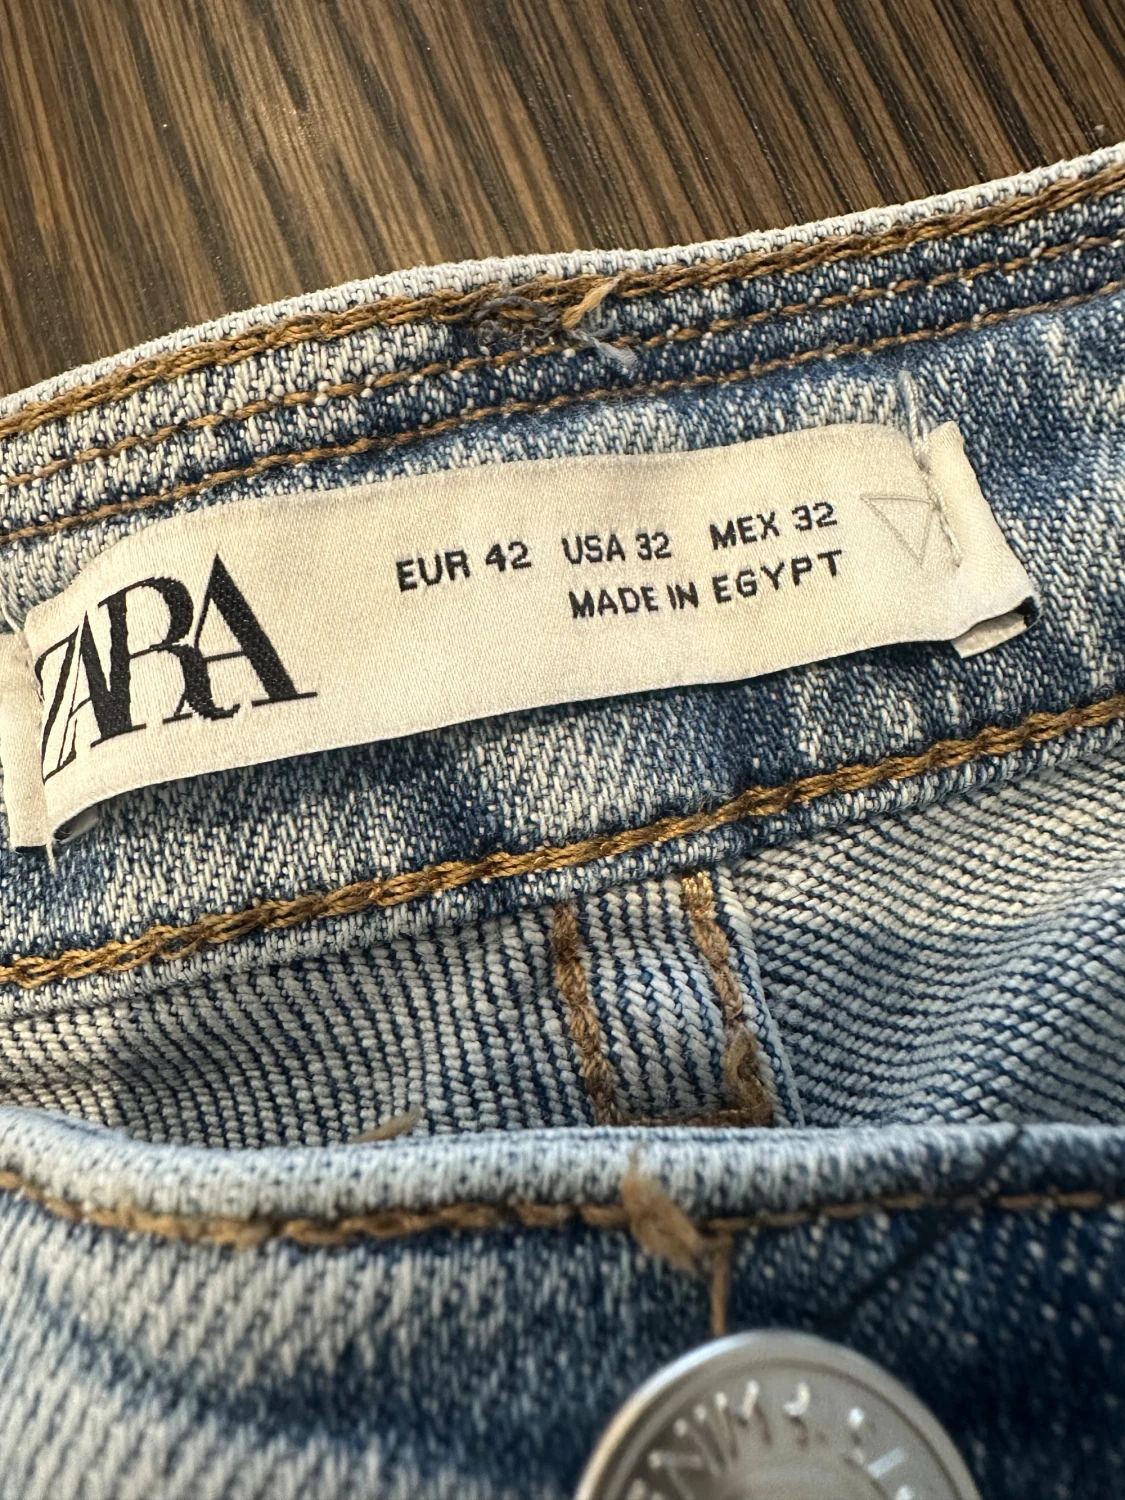 ZARA
EUR 42 USA 32 MEX 32
MADE IN EGYPT